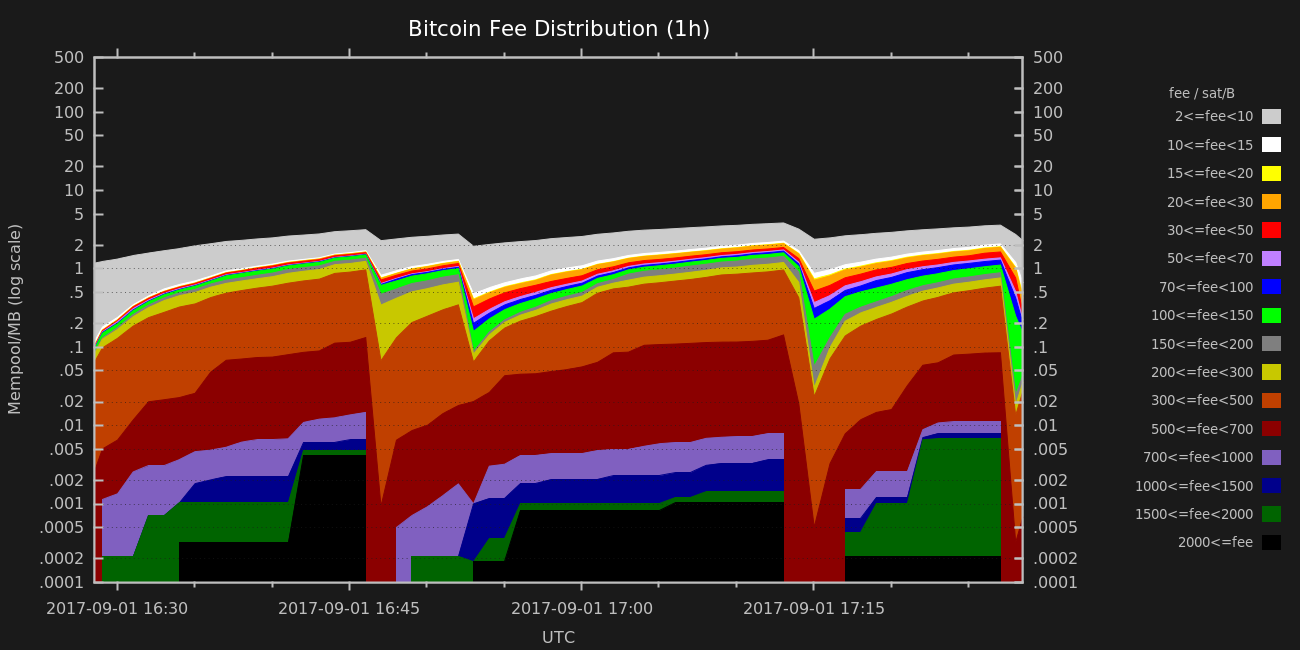 Bitcoin Fee Distribution (1h)
Mempool/MB (log scale)
500
200
100
50
20
10
5
2
1
.5
.2
.1
.05
.02
.01
.005
.002
.001
.0005
.0002
.0001
500
200
100
50
20
10
5
2
1
.5
.2
.1
.05
.02
.01
.005
.002
.001
.0005
.0002
.0001
fee / sat/B
2<=fee<10
10<=fee<15
15<=fee<20
20<=fee<30
30<=fee<50
50<=fee<70
70<=fee<100
100<=fee<150
150<=fee<200
200<=fee<300
300<=fee<500
500<=fee<700
700<=fee<1000
1000<=fee<1500
1500<=fee<2000
2000<=fee
2017-09-01 16:30
2017-09-01 16:45
2017-09-01 17:00
2017-09-01 17:15
UTC